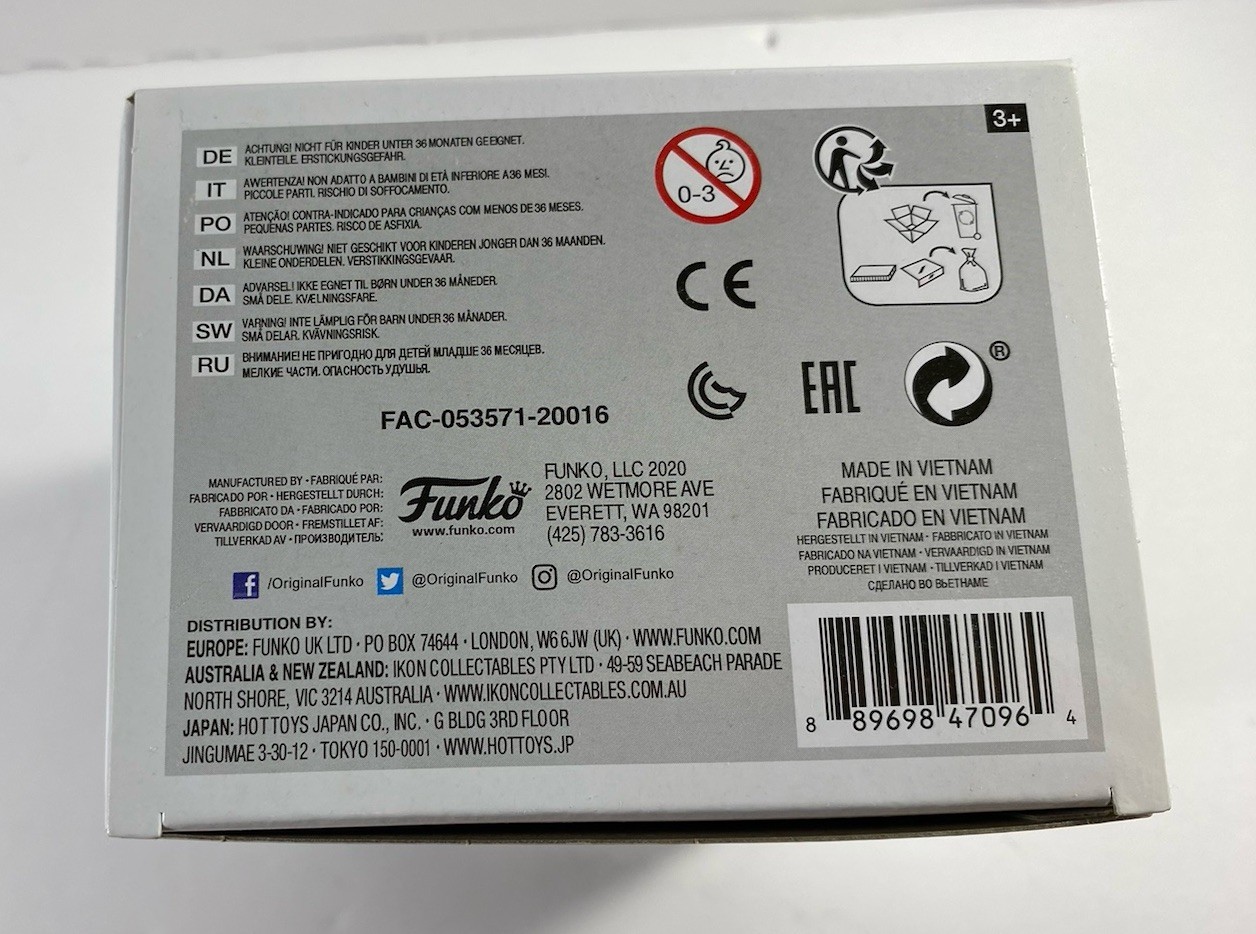 3+
DE ACHTUNG! NICHT FÜR KINDER UNTER 36 MONATEN GEEIGNET.
KLEINTEILE. ERSTICKUNGSGEFAHR.
IT AWERTENZA! NON ADATTO A BAMBINI DI ETÀ INFERIORE A 36 MESI.
PICCOLE PARTI. RISCHIO DI SOFFOCAMENTO.
PO ATENÇÃO! CONTRA-INDICADO PARA CRIANÇAS COM MENOS DE 36 MESES.
PEQUENAS PARTES. RISCO DE ASFIXIA.
NL WAARSCHUWING! NIET GESCHIKT VOOR KINDEREN JONGER DAN 36 MAANDEN.
KLEINE ONDERDELEN. VERSTIKKINGSGEVAAR.
DA ADVARSEL! IKKE EGNET TIL BØRN UNDER 36 MÅNEDER.
SMÅ DELE. KVÆLNINGSFARE.
SW VARNING! INTE LÄMPLIG FÖR BARN UNDER 36 MÅNADER.
SMÅ DELAR. KVÄVNINGSRISK.
RU ВНИМАНИЕ! НЕ ПРИГОДНО ДЛЯ ДЕТЕЙ МЛАДШЕ 36 МЕСЯЦЕВ.
МЕЛКИЕ ЧАСТИ. ОПАСНОСТЬ УДУШЬЯ.
0-3
CE
EAC
®
FAC-053571-20016
MANUFACTURED BY · FABRIQUÉ PAR:
FABRICADO POR · HERGESTELLT DURCH:
FABBRICATO DA · FABRICADO POR:
VERVAARDIGD DOOR · FREMSTILLET AF:
TILLVERKAD AV · ПРОИЗВОДИТЕЛЬ:
Funko
www.funko.com
FUNKO, LLC 2020
2802 WETMORE AVE
EVERETT, WA 98201
(425) 783-3616
MADE IN VIETNAM
FABRIQUÉ EN VIETNAM
FABRICADO EN VIETNAM
HERGESTELLT IN VIETNAM · FABBRICATO IN VIETNAM
FABRICADO NA VIETNAM · VERVAARDIGD IN VIETNAM
PRODUCERET I VIETNAM · TILLVERKAD I VIETNAM
СДЕЛАНО ВО ВЬЕТНАМЕ
f /OriginalFunko @OriginalFunko @OriginalFunko
DISTRIBUTION BY:
EUROPE: FUNKO UK LTD · PO BOX 74644 · LONDON, W6 6JW (UK) · WWW.FUNKO.COM
AUSTRALIA & NEW ZEALAND: IKON COLLECTABLES PTY LTD · 49-59 SEABEACH PARADE
NORTH SHORE, VIC 3214 AUSTRALIA · WWW.IKONCOLLECTABLES.COM.AU
JAPAN: HOT TOYS JAPAN CO., INC. · G BLDG 3RD FLOOR
JINGUMAE 3-30-12 · TOKYO 150-0001 · WWW.HOTTOYS.JP
8 89698 47096 4